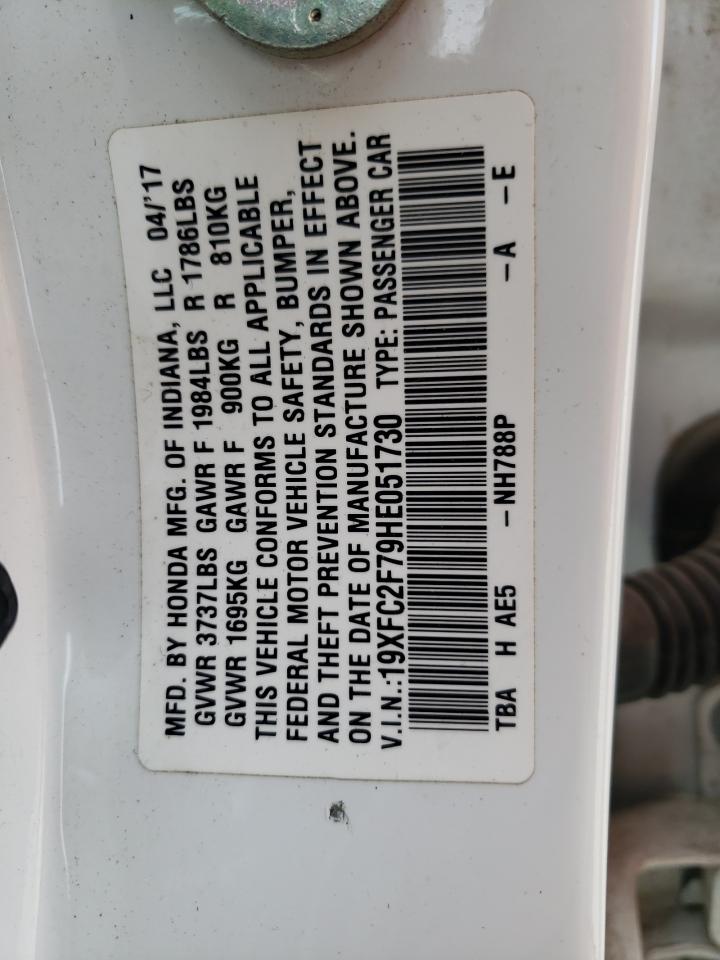 MFD. BY HONDA MFG. OF INDIANA, LLC 04/'17
GVWR 3737LBS GAWR F 1984LBS R 1786LBS
GVWR 1695KG GAWR F 900KG R 810KG
THIS VEHICLE CONFORMS TO ALL APPLICABLE
FEDERAL MOTOR VEHICLE SAFETY, BUMPER,
AND THEFT PREVENTION STANDARDS IN EFFECT
ON THE DATE OF MANUFACTURE SHOWN ABOVE.
V.I.N.:19XFC2F79HE051730 TYPE: PASSENGER CAR
TBA H AE5 -NH788P -A -E